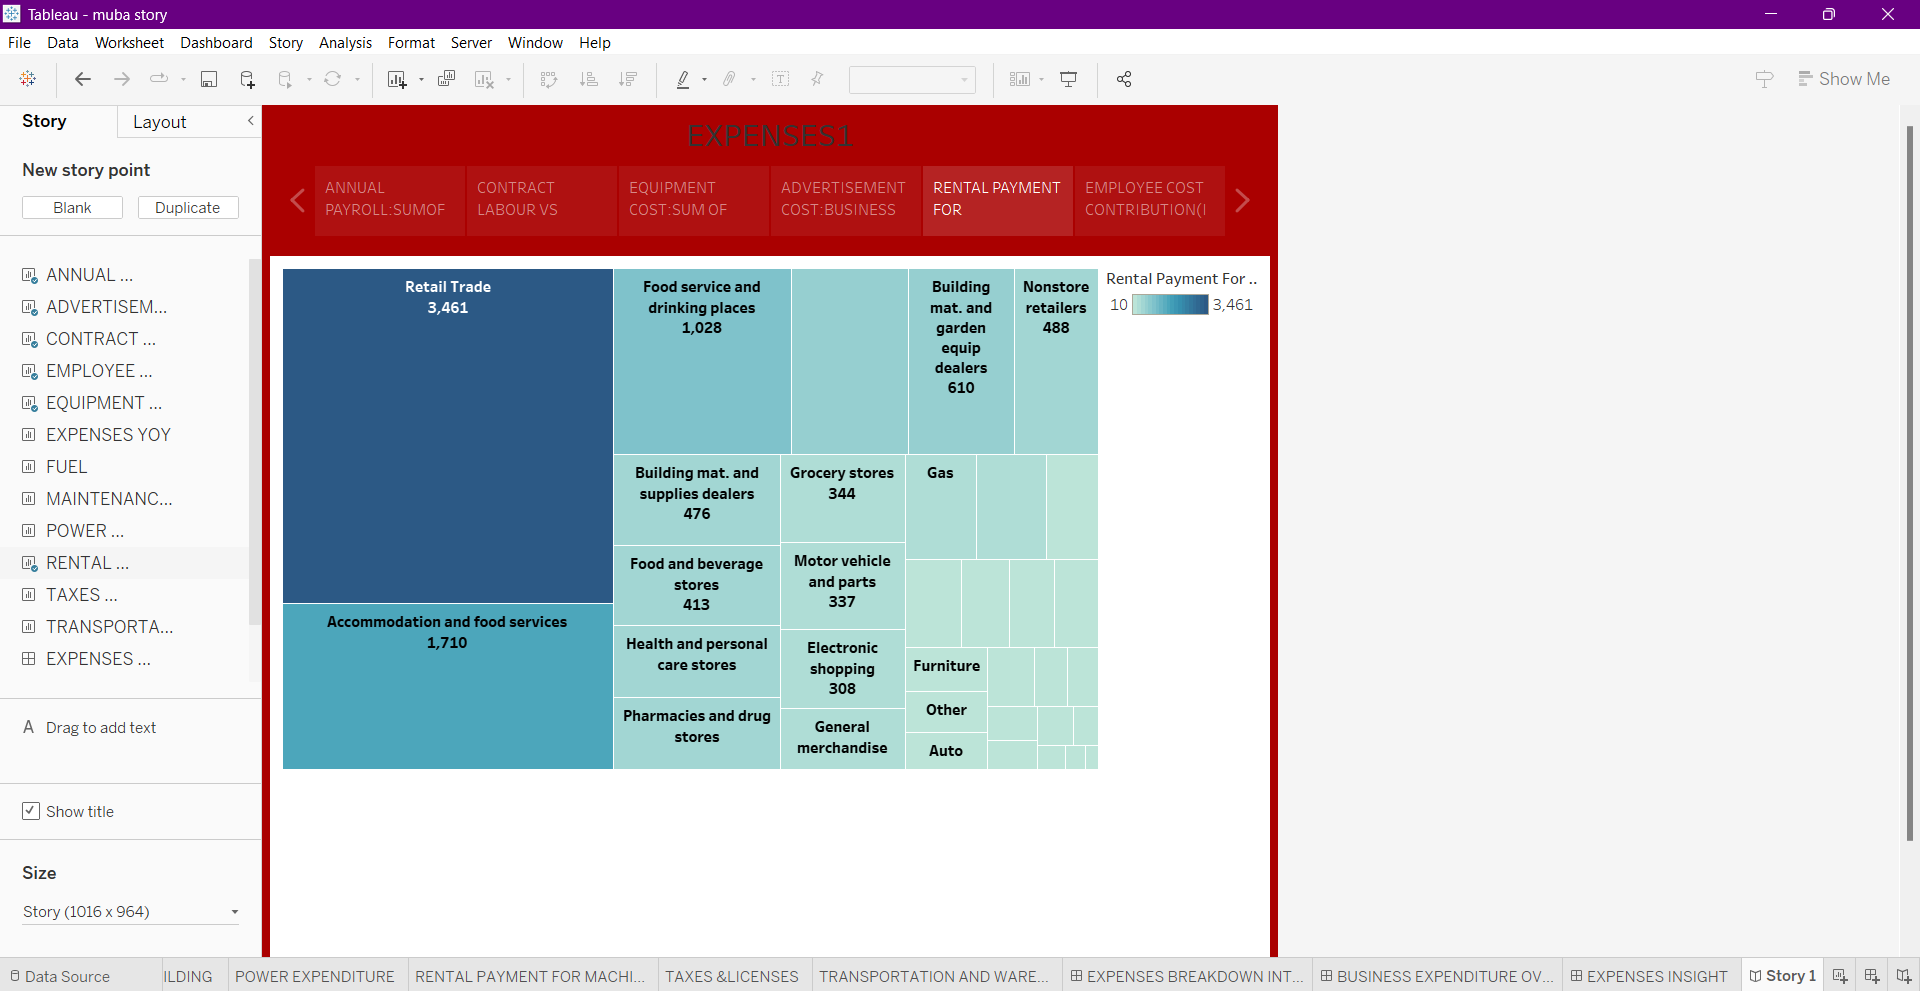 Tableau - muba story
File Data Worksheet Dashboard Story Analysis Format Server Window Help
Show Me
Story Layout
New story point
Blank Duplicate
ANNUAL ...
ADVERTISEM...
CONTRACT ...
EMPLOYEE ...
EQUIPMENT ...
EXPENSES YOY
FUEL
MAINTENANC...
POWER ...
RENTAL ...
TAXES ...
TRANSPORTA...
EXPENSES ...
A Drag to add text
Show title
Size
Story (1016 x 964)
EXPENSES1
ANNUAL
PAYROLL:SUMOF
CONTRACT
LABOUR VS
EQUIPMENT
COST:SUM OF
ADVERTISEMENT
COST:BUSINESS
RENTAL PAYMENT
FOR
EMPLOYEE COST
CONTRIBUTION(I
Retail Trade
3,461
Accommodation and food services
1,710
Food service and
drinking places
1,028
Building
mat. and
garden
equip
dealers
610
Nonstore
retailers
488
Building mat. and
supplies dealers
476
Food and beverage
stores
413
Health and personal
care stores
Pharmacies and drug
stores
Grocery stores
344
Motor vehicle
and parts
337
Electronic
shopping
308
General
merchandise
Gas
Furniture
Other
Auto
Rental Payment For ..
10 3,461
Data Source ILDING POWER EXPENDITURE RENTAL PAYMENT FOR MACHI... TAXES &LICENSES TRANSPORTATION AND WARE... EXPENSES BREAKDOWN INT... BUSINESS EXPENDITURE OV... EXPENSES INSIGHT Story 1